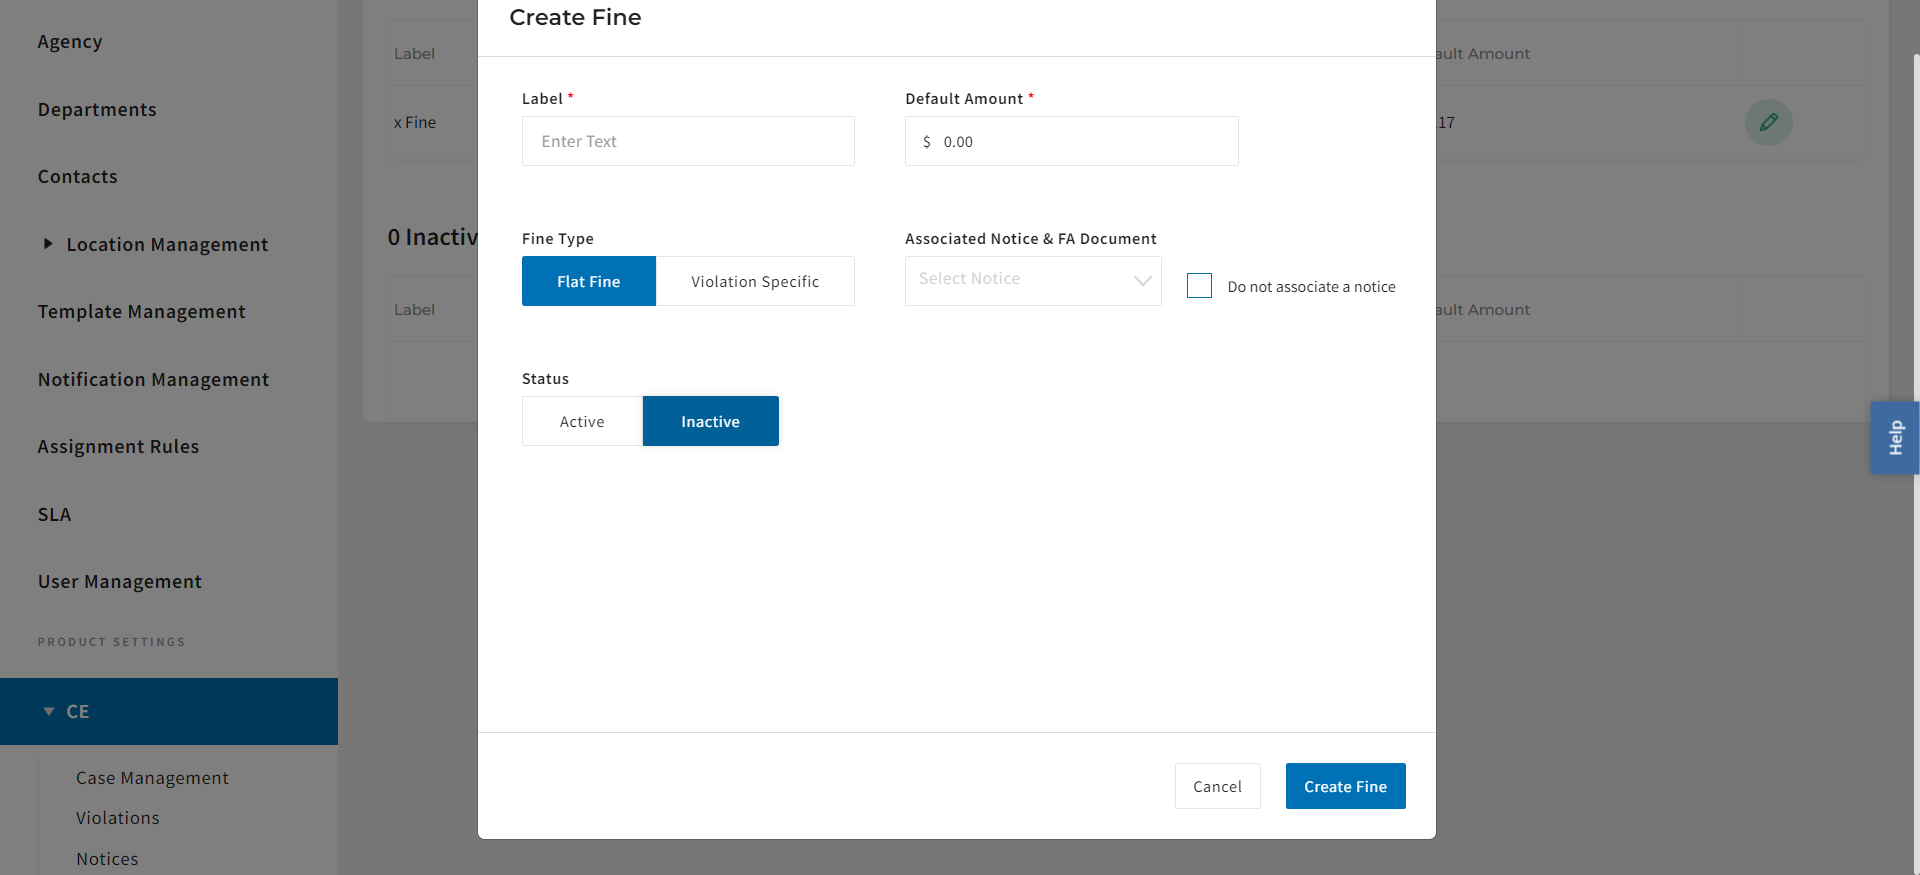 Create Fine
Agency
Label
ault Amount
Label *
Default Amount *
Departments
x Fine
17
Enter Text
$ 0.00
Contacts
Location Management
0 Inactiv
Fine Type
Associated Notice & FA Document
Flat Fine
Violation Specific
Select Notice
Do not associate a notice
Template Management
Label
ault Amount
Notification Management
Status
Active
Inactive
Help
Assignment Rules
SLA
User Management
PRODUCT SETTINGS
CE
Case Management
Cancel
Create Fine
Violations
Notices